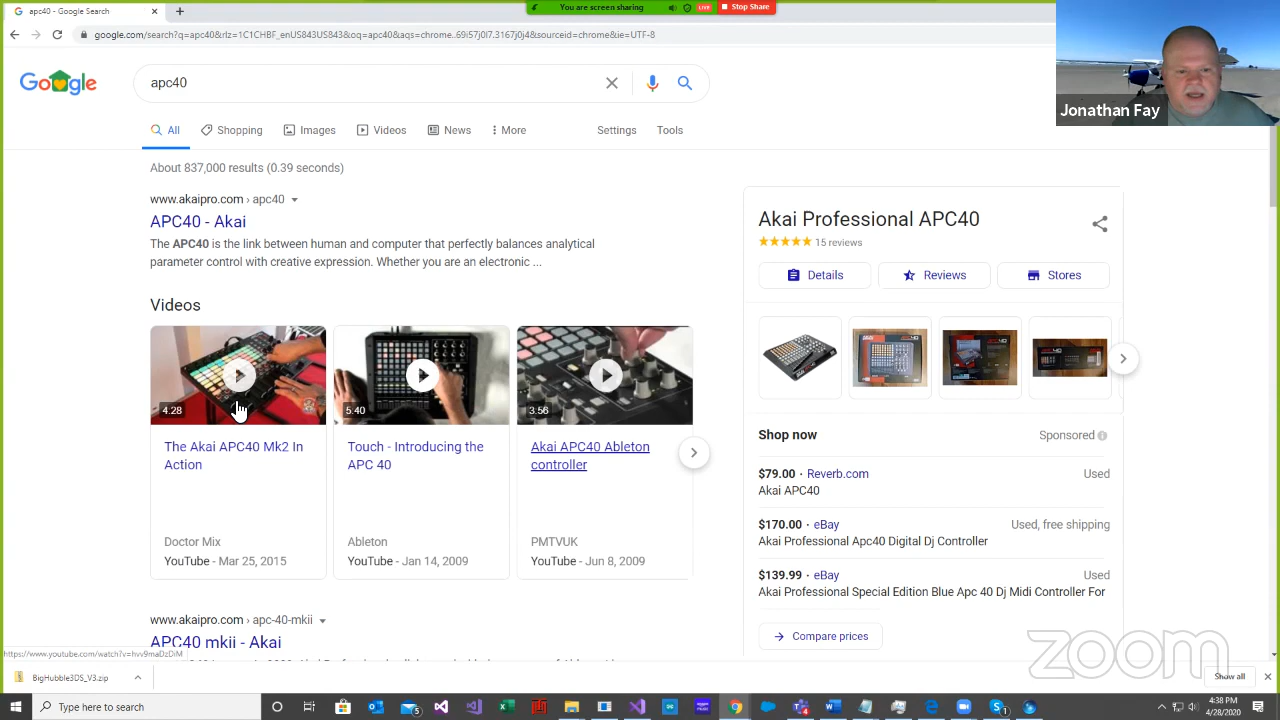 apc40 - Google Search
You are screen sharing
LIVE
Stop Share
google.com/search?q=apc40&rlz=1C1CHBF_enUS843US843&oq=apc40&aqs=chrome..69i57j0l7.3167j0j4&sourceid=chrome&ie=UTF-8
Jonathan Fay
Google
apc40
All
Shopping
Images
Videos
News
More
Settings
Tools
About 837,000 results (0.39 seconds)
www.akaipro.com › apc40
APC40 - Akai
The APC40 is the link between human and computer that perfectly balances analytical
parameter control with creative expression. Whether you are an electronic ...
Videos
4:28
5:40
3:56
The Akai APC40 Mk2 In
Action
Doctor Mix
YouTube - Mar 25, 2015
Touch - Introducing the
APC 40
Ableton
YouTube - Jan 14, 2009
Akai APC40 Ableton
controller
PMTVUK
YouTube - Jun 8, 2009
www.akaipro.com › apc-40-mkii
APC40 mkii - Akai
Akai Professional APC40
15 reviews
Details
Reviews
Stores
Shop now
Sponsored
$79.00 · Reverb.com
Used
Akai APC40
$170.00 · eBay
Used, free shipping
Akai Professional Apc40 Digital Dj Controller
$139.99 · eBay
Used
Akai Professional Special Edition Blue Apc 40 Dj Midi Controller For
Compare prices
zoom
https://www.youtube.com/watch?v=hvv9maDzDiM
BigHubble3DS_V3.zip
Show all
Type here to search
4:38 PM
4/28/2020